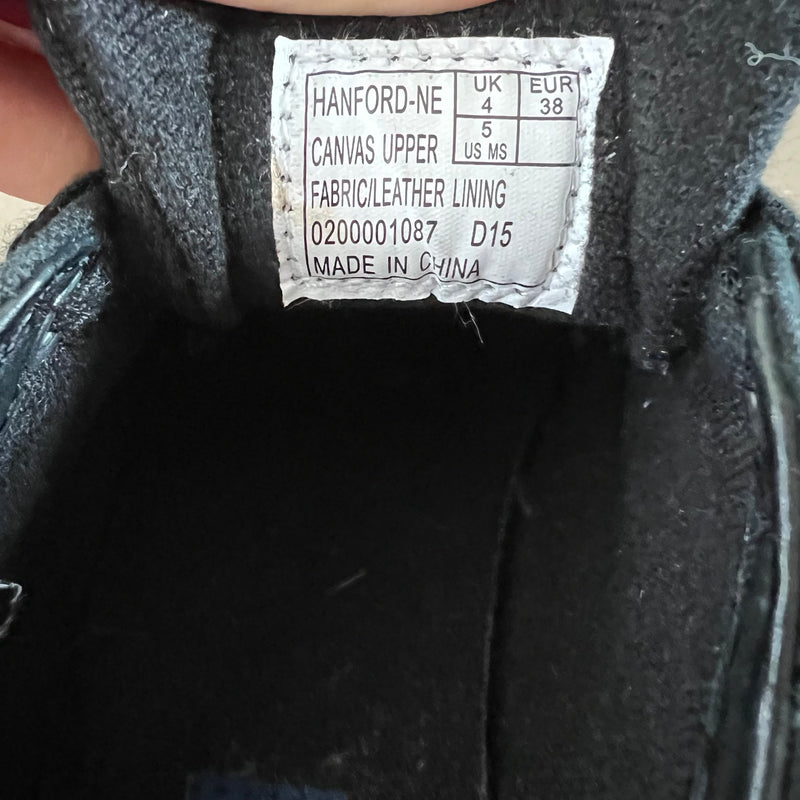 HANFORD-NE
UK 4
EUR 38
5 US MS
CANVAS UPPER
FABRIC/LEATHER LINING
0200001087 D15
MADE IN CHINA